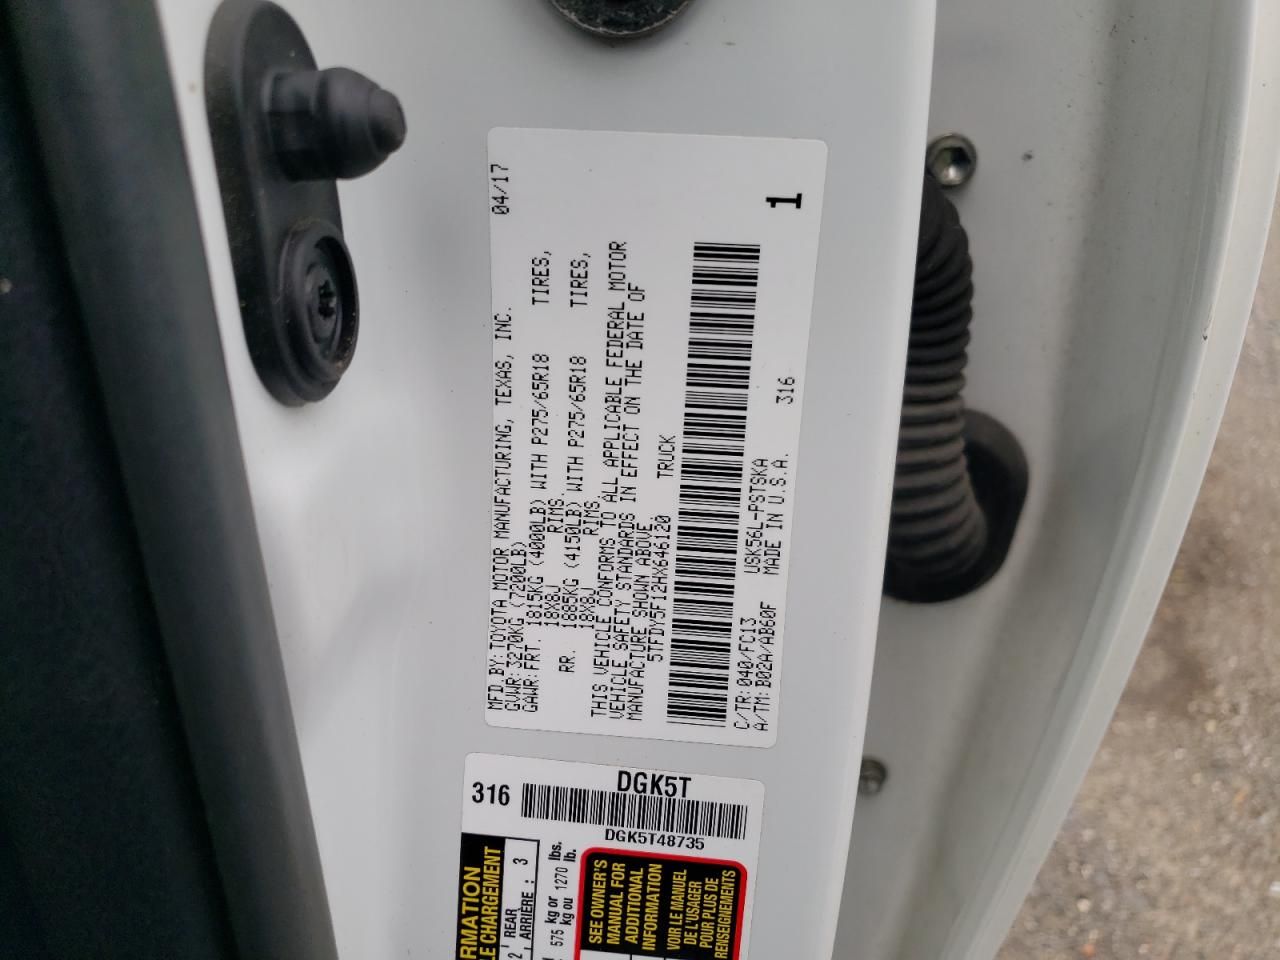 MFD.BY:TOYOTA MOTOR MANUFACTURING, TEXAS, INC. 04/17
GVWR:3270KG (7200LB)
GAWR:FRT. 1815KG (4000LB) WITH P275/65R18 TIRES,
18X8J RIMS.
RR. 1885KG (4150LB) WITH P275/65R18 TIRES,
18X8J RIMS.
THIS VEHICLE CONFORMS TO ALL APPLICABLE FEDERAL MOTOR
VEHICLE SAFETY STANDARDS IN EFFECT ON THE DATE OF
MANUFACTURE SHOWN ABOVE.
5TFDY5F12HX646120 TRUCK
C/TR:040/FC13 USK56L-PSTSKA 316
A/TM:B02A/AB60F MADE IN U.S.A.
1
316
DGK5T
DGK5T48735
2 REAR
ARRIÈRE : 3
575 kg or 1270 lbs.
kg ou lb.
SEE OWNER'S
MANUAL FOR
ADDITIONAL
INFORMATION
VOIR LE MANUEL
DE L'USAGER
POUR PLUS DE
RENSEIGNEMENTS